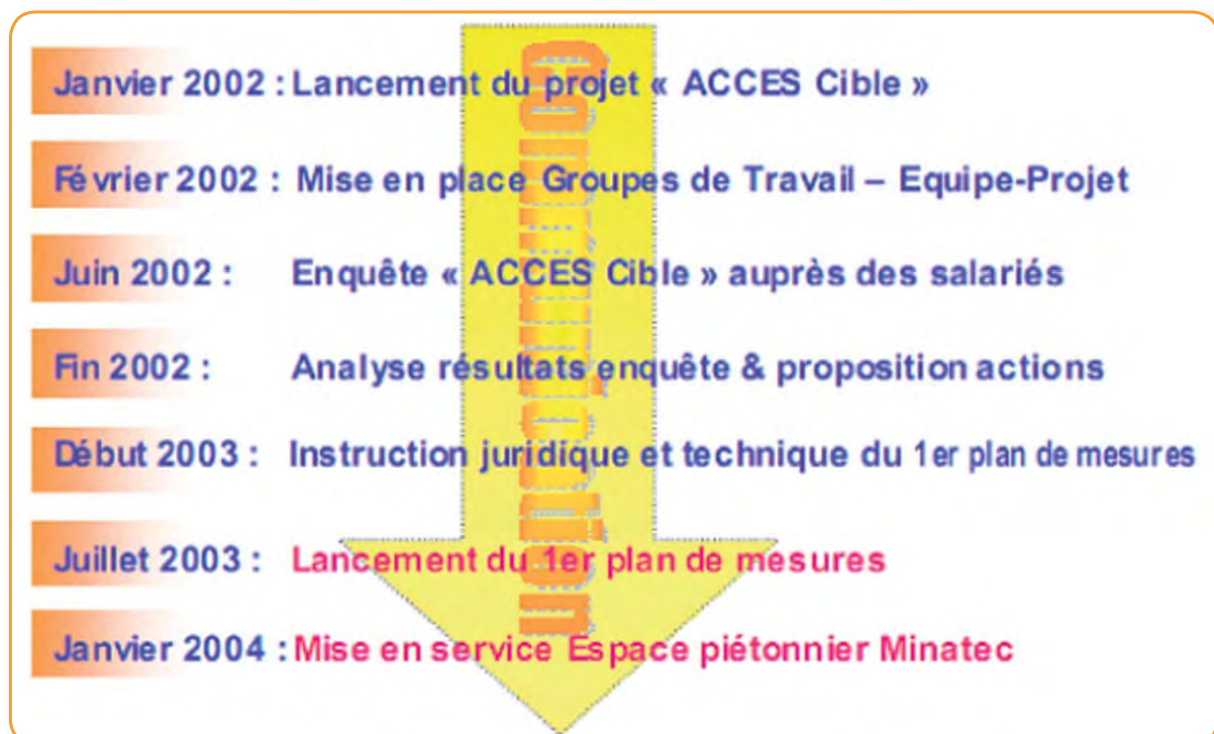 Janvier 2002 : Lancement du projet « ACCES Cible »
Février 2002 : Mise en place Groupes de Travail – Equipe-Projet
Juin 2002 : Enquête « ACCES Cible » auprès des salariés
Fin 2002 : Analyse résultats enquête & proposition actions
Début 2003 : Instruction juridique et technique du 1er plan de mesures
Juillet 2003 : Lancement du 1er plan de mesures
Janvier 2004 : Mise en service Espace piétonnier Minatec
Communication